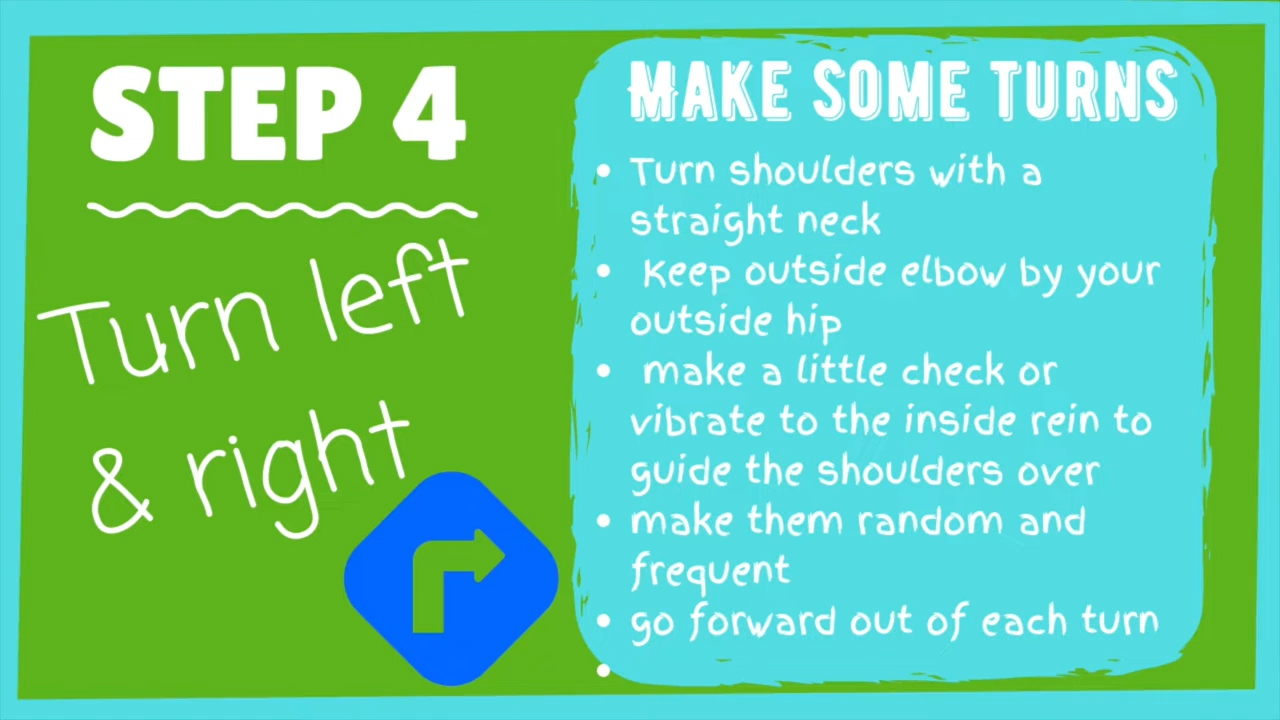 STEP 4
Turn left
& right
MAKE SOME TURNS
• Turn shoulders with a
straight neck
• Keep outside elbow by your
outside hip
• make a little check or
vibrate to the inside rein to
guide the shoulders over
• make them random and
frequent
• go forward out of each turn
•